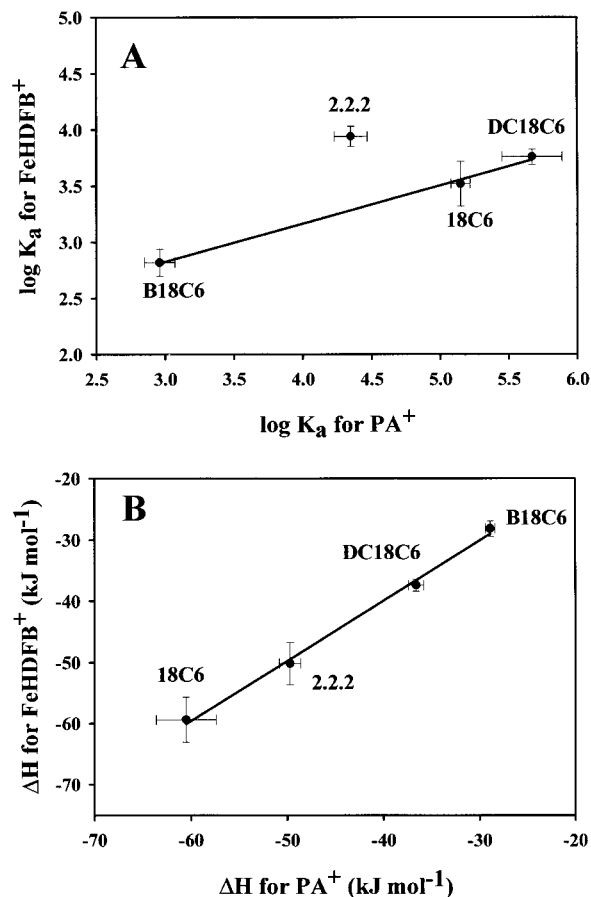 A
5.0
4.5
4.0
3.5
3.0
2.5
2.0
log Ka for FeHDFB+
2.2.2
DC18C6
18C6
B18C6
2.5 3.0 3.5 4.0 4.5 5.0 5.5 6.0
log Ka for PA+
B
-20
-30
-40
-50
-60
-70
ΔH for FeHDFB+ (kJ mol-1)
B18C6
DC18C6
18C6
2.2.2
-70 -60 -50 -40 -30 -20
ΔH for PA+ (kJ mol-1)